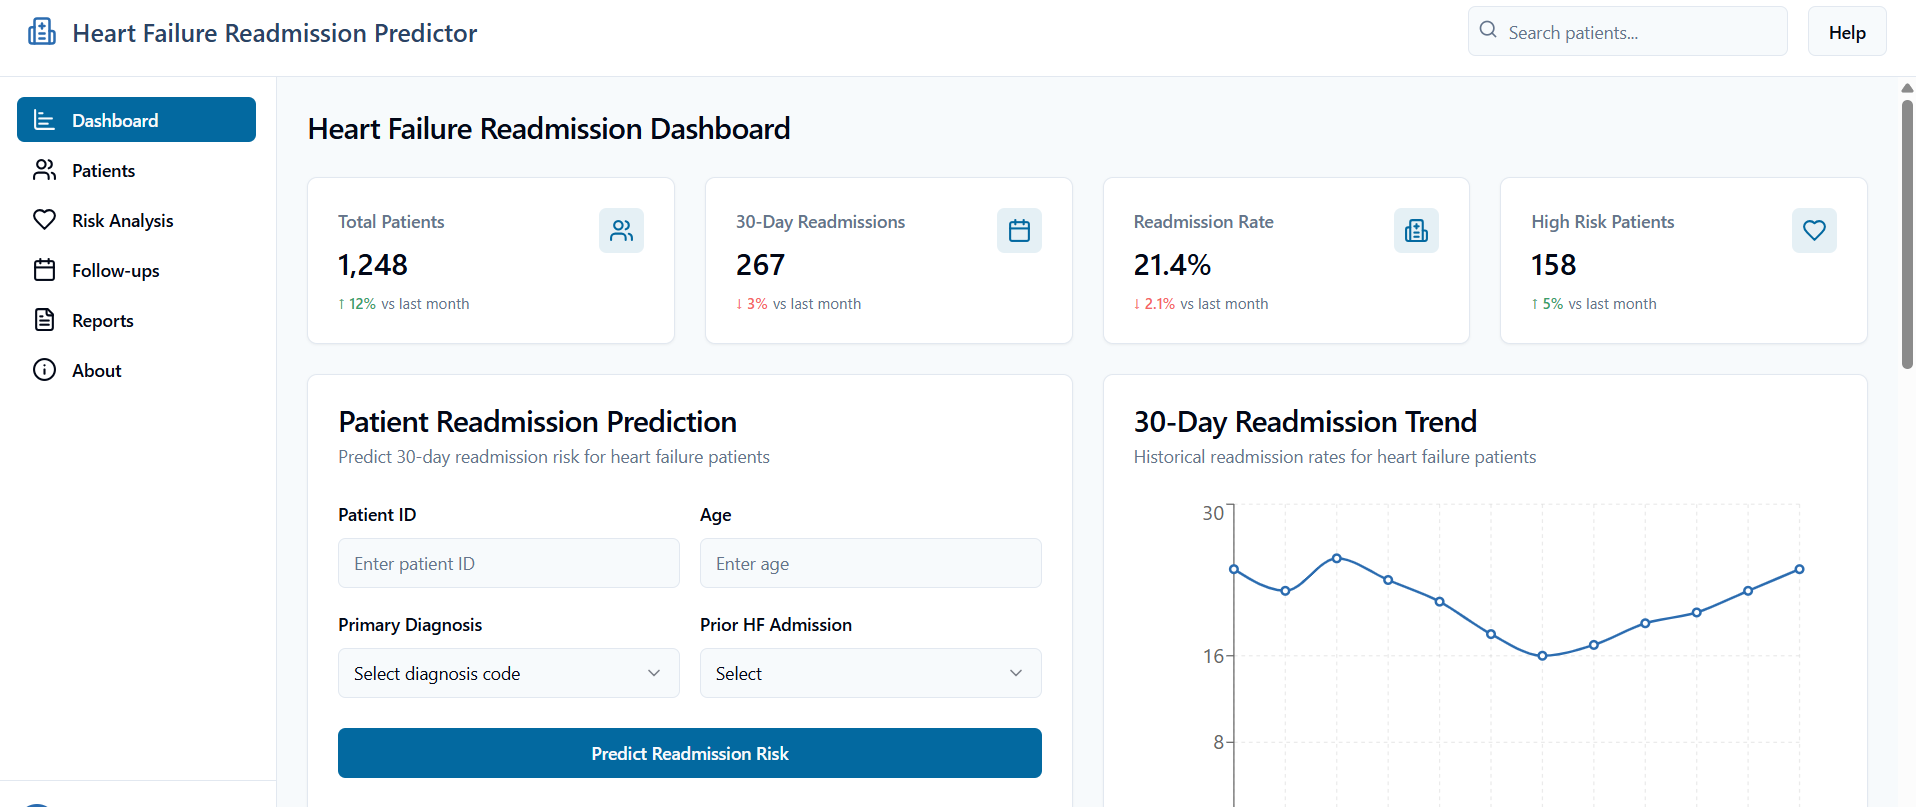 Heart Failure Readmission Predictor
Search patients...
Help
Dashboard
Patients
Risk Analysis
Follow-ups
Reports
About
Heart Failure Readmission Dashboard
Total Patients
1,248
↑ 12% vs last month
30-Day Readmissions
267
↓ 3% vs last month
Readmission Rate
21.4%
↓ 2.1% vs last month
High Risk Patients
158
↑ 5% vs last month
Patient Readmission Prediction
Predict 30-day readmission risk for heart failure patients
Patient ID
Enter patient ID
Age
Enter age
Primary Diagnosis
Select diagnosis code
Prior HF Admission
Select
Predict Readmission Risk
30-Day Readmission Trend
Historical readmission rates for heart failure patients
30
16
8